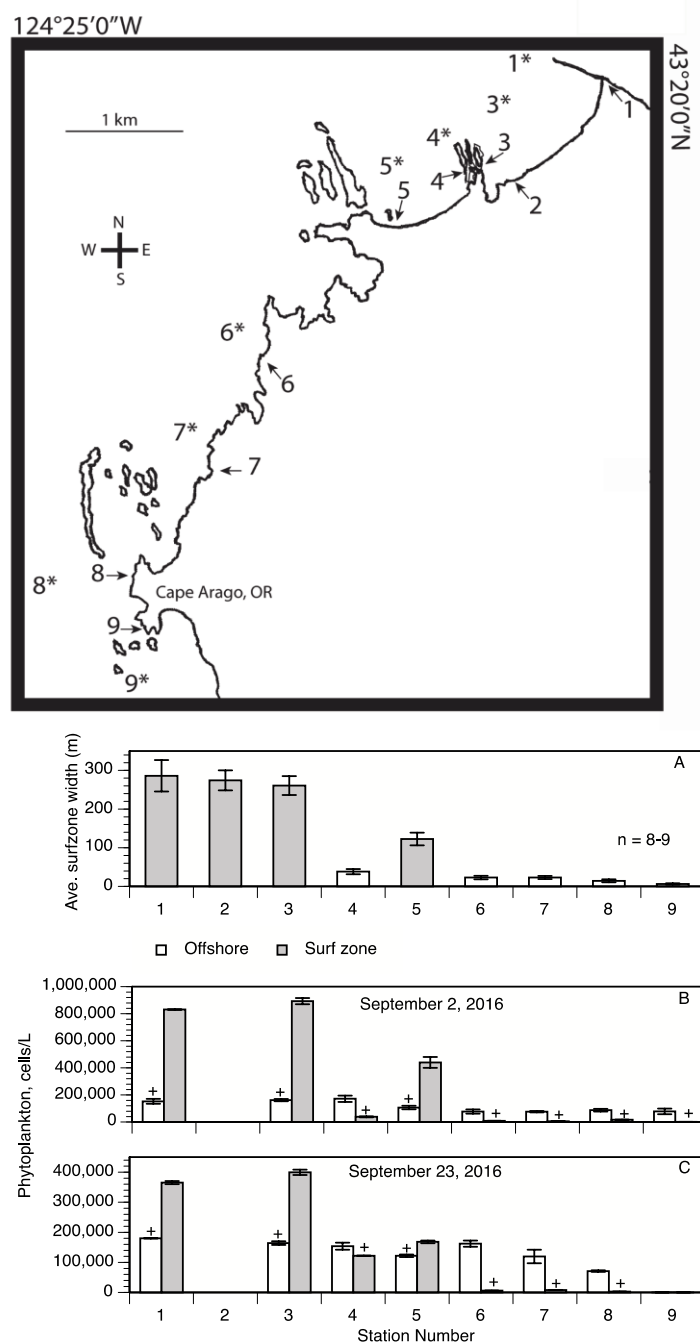 124°25'0"W
43°20'0"N
1*
1
3*
4*
3
5*
4
5
2
1 km
N
W E
S
6*
6
7*
7
8*
8
Cape Arago, OR
9
9*
A
Ave. surfzone width (m)
300
200
100
0
n = 8-9
1 2 3 4 5 6 7 8 9
Offshore Surf zone
B
September 2, 2016
Phytoplankton, cells/L
1,000,000
800,000
600,000
400,000
200,000
0
+ + + + + + + +
C
September 23, 2016
400,000
300,000
200,000
100,000
0
+ + + + + + +
1 2 3 4 5 6 7 8 9
Station Number